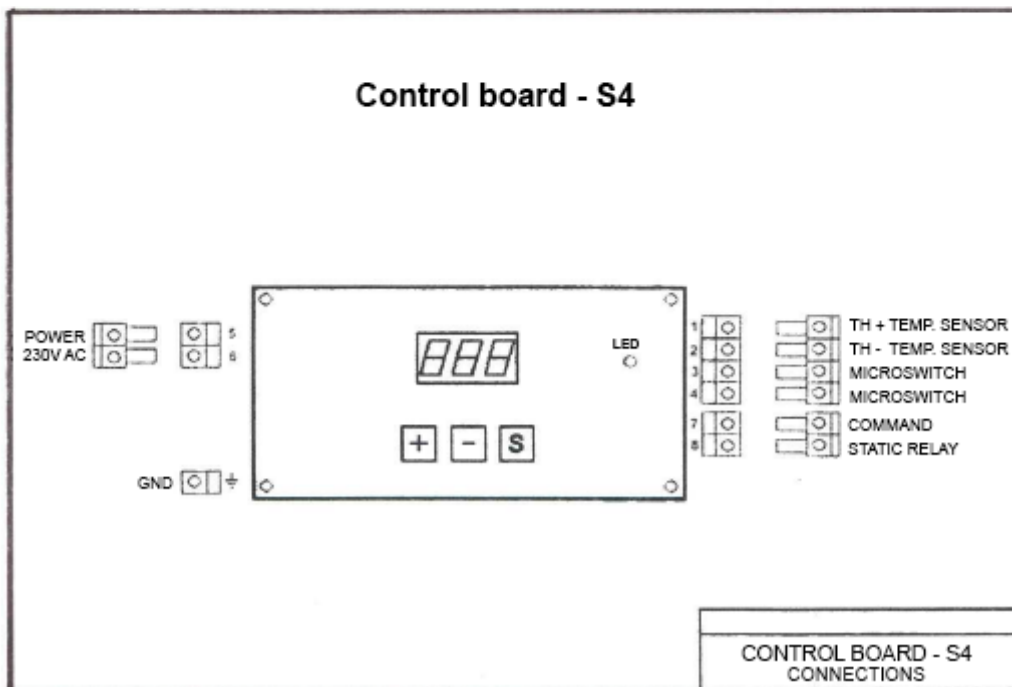 Control board - S4
POWER
230V AC
5
6
GND
888
LED
+ - S
1
2
3
4
7
8
TH + TEMP. SENSOR
TH - TEMP. SENSOR
MICROSWITCH
MICROSWITCH
COMMAND
STATIC RELAY
CONTROL BOARD - S4
CONNECTIONS